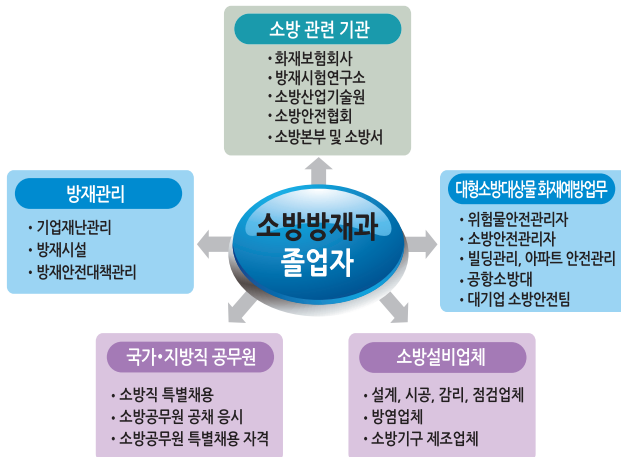 소방 관련 기관
• 화재보험회사
• 방재시험연구소
• 소방산업기술원
• 소방안전협회
• 소방본부 및 소방서
방재관리
• 기업재난관리
• 방재시설
• 방재안전대책관리
소방방재과
졸업자
대형소방대상물 화재예방업무
• 위험물안전관리자
• 소방안전관리자
• 빌딩관리, 아파트 안전관리
• 공항소방대
• 대기업 소방안전팀
국가•지방직 공무원
• 소방직 특별채용
• 소방공무원 공채 응시
• 소방공무원 특별채용 자격
소방설비업체
• 설계, 시공, 감리, 점검업체
• 방염업체
• 소방기구 제조업체